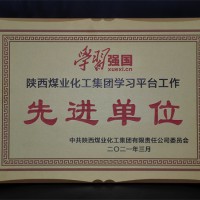 学习强国
xuexi.cn
陕西煤业化工集团学习平台工作
先进单位
中共陕西煤业化工集团有限责任公司委员会
二〇二一年三月